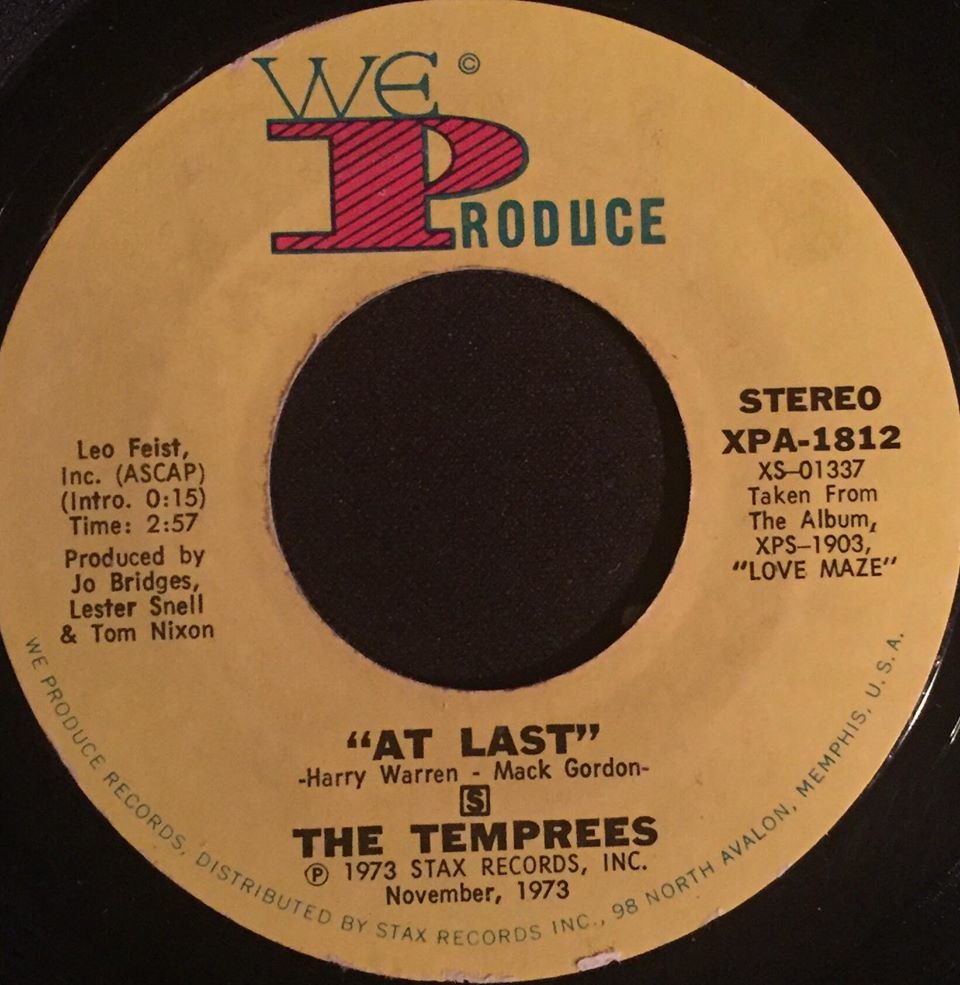 WE ©
PRODUCE
Leo Feist,
Inc. (ASCAP)
(Intro. 0:15)
Time: 2:57
Produced by
Jo Bridges,
Lester Snell
& Tom Nixon
STEREO
XPA-1812
XS-01337
Taken From
The Album,
XPS-1903,
"LOVE MAZE"
"AT LAST"
-Harry Warren - Mack Gordon-
S
THE TEMPREES
℗ 1973 STAX RECORDS, INC.
November, 1973
WE PRODUCE RECORDS, DISTRIBUTED BY STAX RECORDS INC., 98 NORTH AVALON, MEMPHIS, U.S.A.